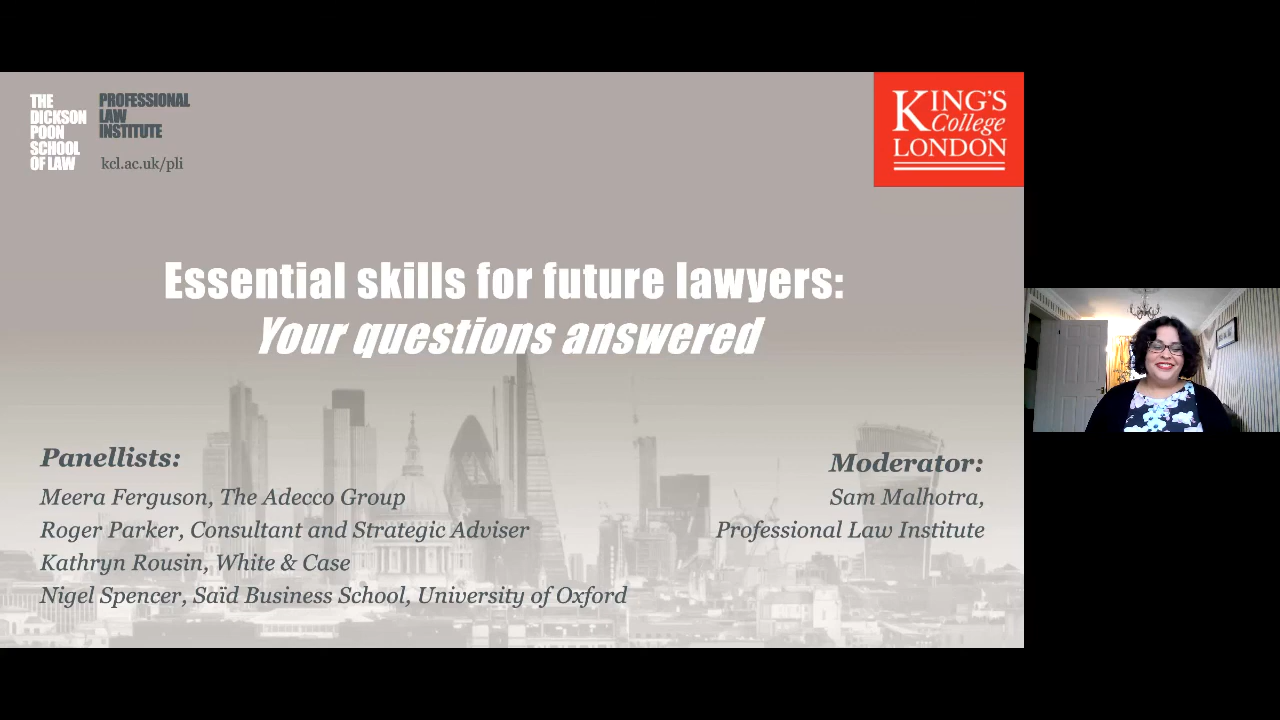 THE
DICKSON
POON
SCHOOL
OF LAW
PROFESSIONAL
LAW
INSTITUTE
kcl.ac.uk/pli
KING'S
College
LONDON
Essential skills for future lawyers:
Your questions answered
Panellists:
Meera Ferguson, The Adecco Group
Roger Parker, Consultant and Strategic Adviser
Kathryn Rousin, White & Case
Nigel Spencer, Saïd Business School, University of Oxford
Moderator:
Sam Malhotra,
Professional Law Institute